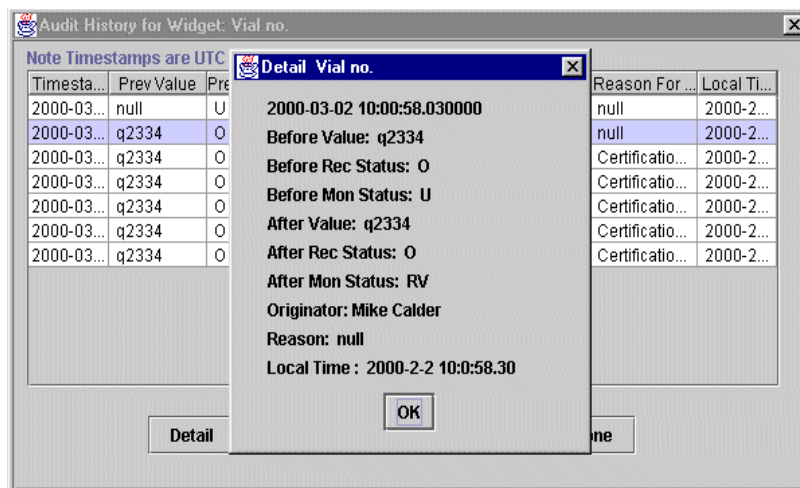 Audit History for Widget: Vial no.
Note Timestamps are UTC
Timesta... Prev Value Pre Reason For ... Local Ti...
2000-03... null U null 2000-2...
2000-03... q2334 O null 2000-2...
2000-03... q2334 O Certificatio... 2000-2...
2000-03... q2334 O Certificatio... 2000-2...
2000-03... q2334 O Certificatio... 2000-2...
2000-03... q2334 O Certificatio... 2000-2...
2000-03... q2334 O Certificatio... 2000-2...
Detail
ne
Detail Vial no.
2000-03-02 10:00:58.030000
Before Value: q2334
Before Rec Status: O
Before Mon Status: U
After Value: q2334
After Rec Status: O
After Mon Status: RV
Originator: Mike Calder
Reason: null
Local Time : 2000-2-2 10:0:58.30
OK